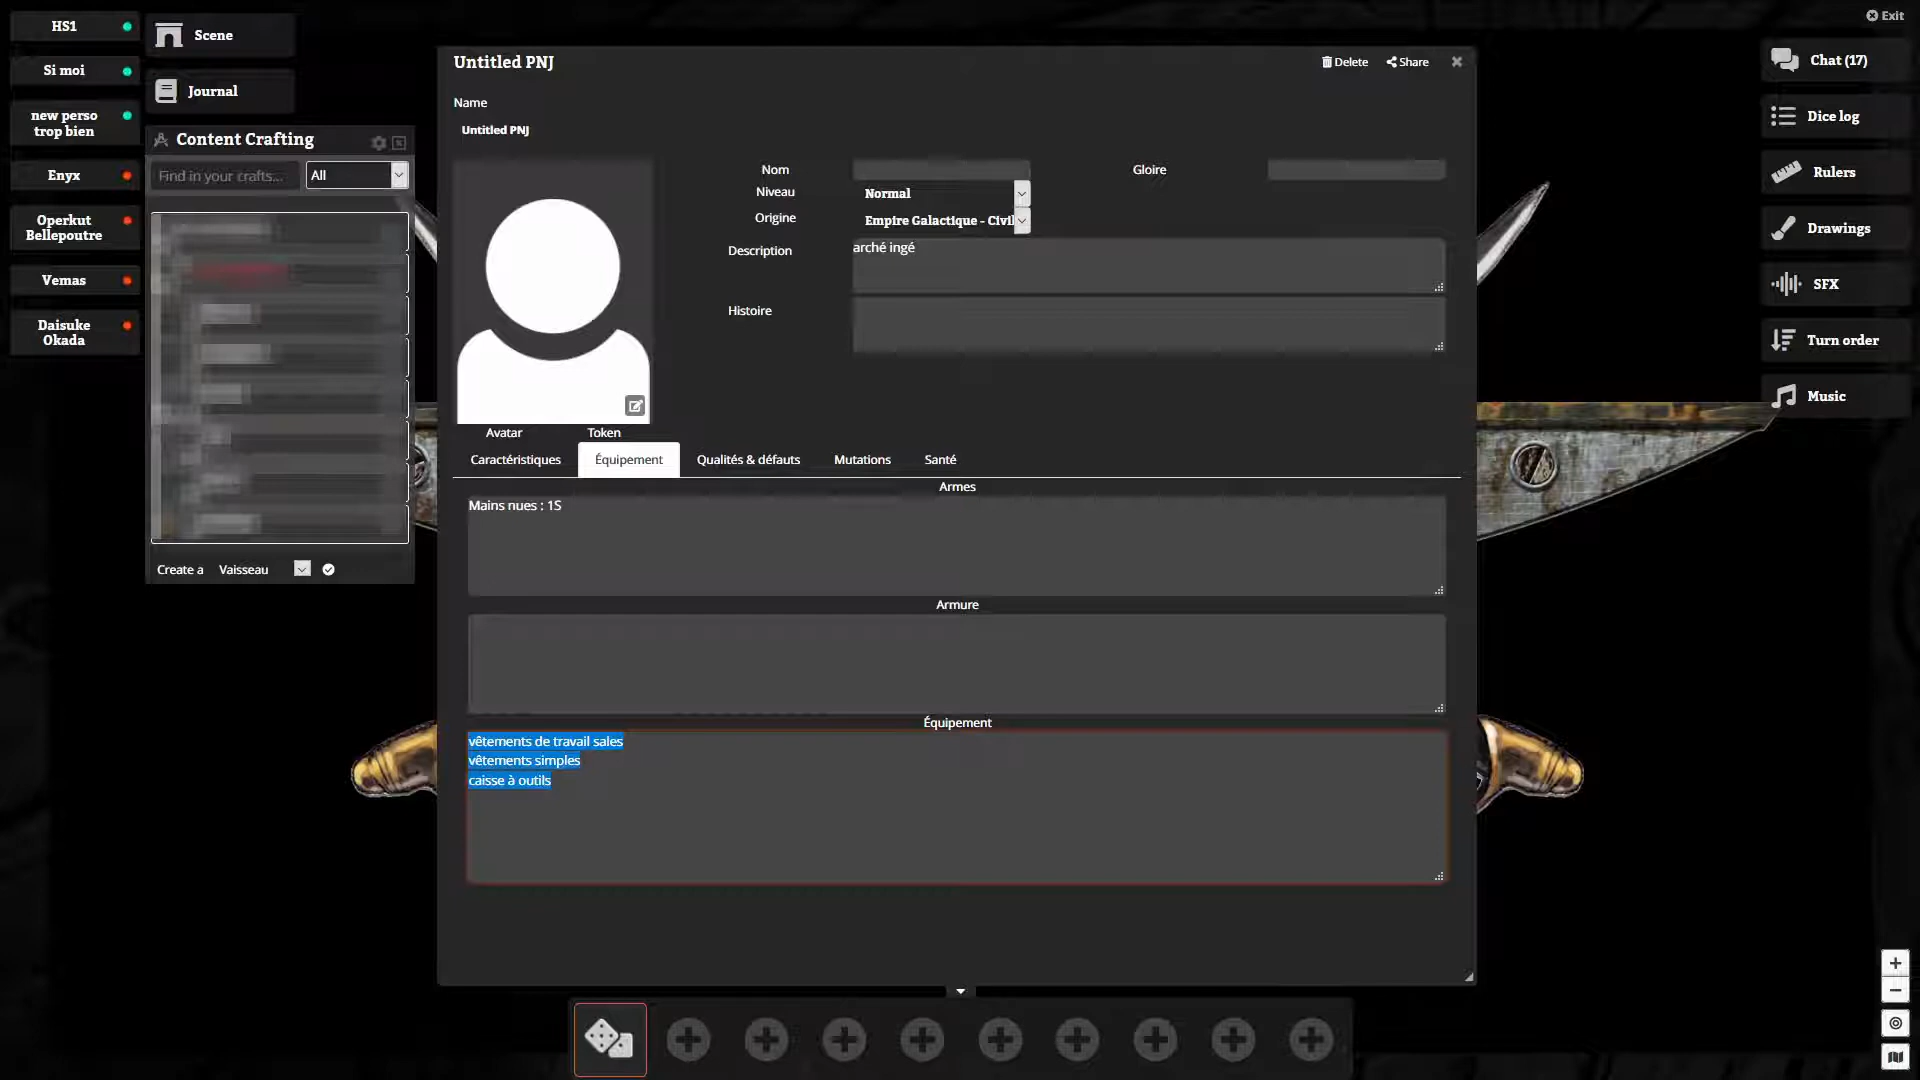 HS1
Si moi
new perso
trop bien
Enyx
Operkut
Bellepoutre
Vemas
Daisuke
Okada
Scene
Journal
Content Crafting
Find in your crafts...
All
Create a Vaisseau
Untitled PNJ
Delete
Share
Name
Untitled PNJ
Nom
Gloire
Niveau
Normal
Origine
Empire Galactique - Civil
Description
arché ingé
Histoire
Avatar
Token
Caractéristiques
Équipement
Qualités & défauts
Mutations
Santé
Armes
Mains nues : 1S
Armure
Équipement
vêtements de travail sales
vêtements simples
caisse à outils
Exit
Chat (17)
Dice log
Rulers
Drawings
SFX
Turn order
Music